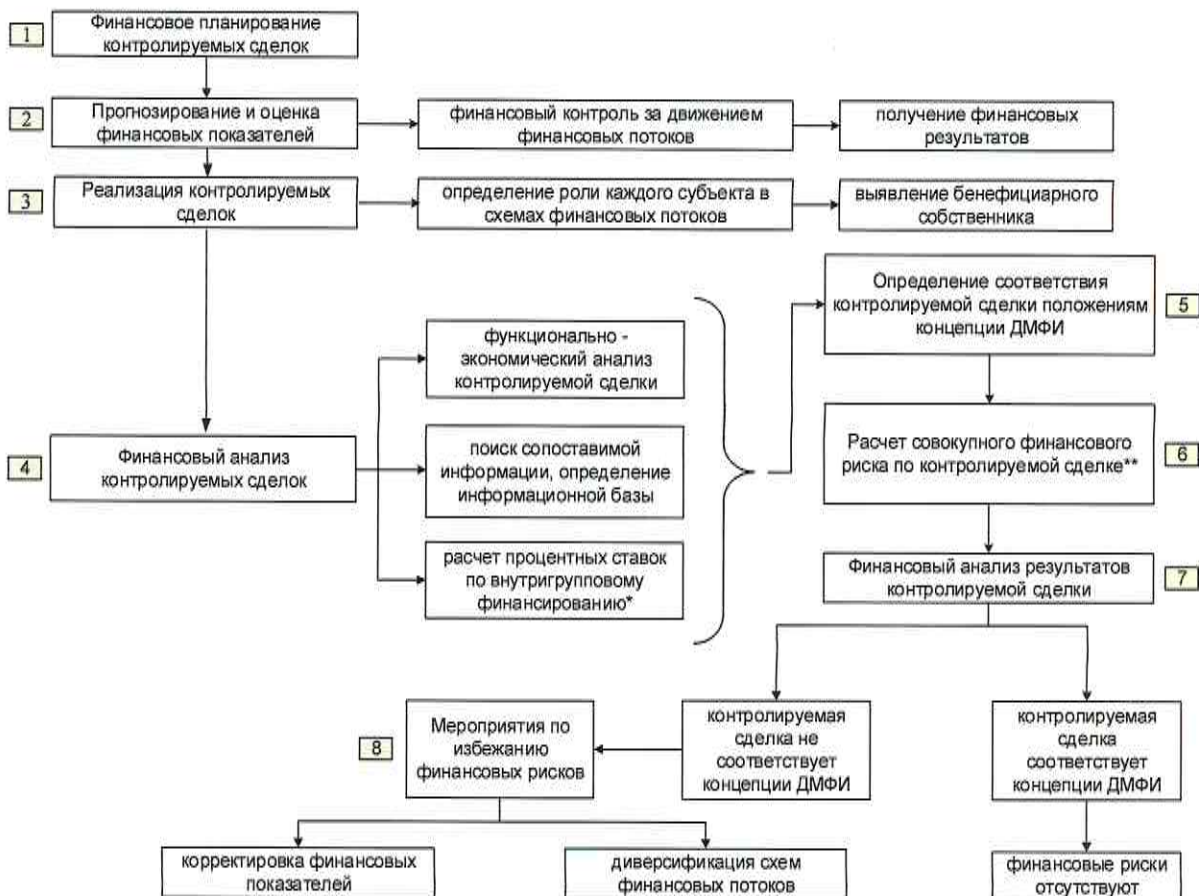 1
Финансовое планирование
контролируемых сделок
2
Прогнозирование и оценка
финансовых показателей
финансовый контроль за движением
финансовых потоков
получение финансовых
результатов
3
Реализация контролируемых
сделок
определение роли каждого субъекта в
схемах финансовых потоков
выявление бенефициарного
собственника
4
Финансовый анализ
контролируемых сделок
функционально -
экономический анализ
контролируемой сделки
поиск сопоставимой
информации, определение
информационной базы
расчет процентных ставок
по внутригрупповому
финансированию*
Определение соответствия
контролируемой сделки положениям
концепции ДМФИ
5
Расчет совокупного финансового
риска по контролируемой сделке**
6
Финансовый анализ результатов
контролируемой сделки
7
8
Мероприятия по
избежанию
финансовых рисков
контролируемая
сделка не
соответствует
концепции ДМФИ
контролируемая
сделка
соответствует
концепции ДМФИ
корректировка финансовых
показателей
диверсификация схем
финансовых потоков
финансовые риски
отсутствуют